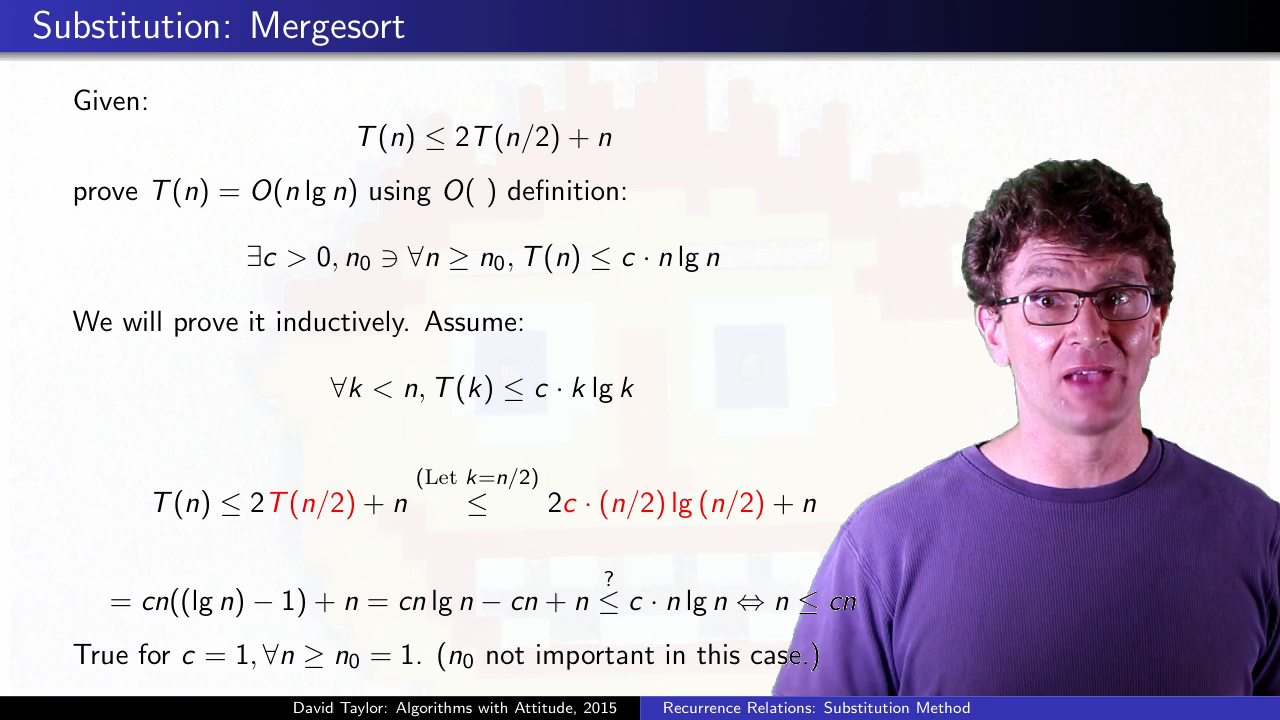 Substitution: Mergesort
Given:
T(n) ≤ 2T(n/2) + n
prove T(n) = O(n lg n) using O( ) definition:
∃c > 0, n₀ ∋ ∀n ≥ n₀, T(n) ≤ c · n lg n
We will prove it inductively. Assume:
∀k < n, T(k) ≤ c · k lg k
(Let k=n/2)
T(n) ≤ 2T(n/2) + n ≤ 2c · (n/2) lg (n/2) + n
?
= cn((lg n) − 1) + n = cn lg n − cn + n ≤ c · n lg n ⇔ n ≤ cn
True for c = 1, ∀n ≥ n₀ = 1. (n₀ not important in this case.)
David Taylor: Algorithms with Attitude, 2015
Recurrence Relations: Substitution Method